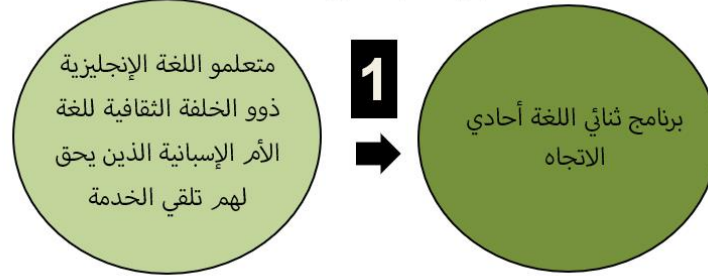 متعلمو اللغة الإنجليزية
ذوو الخلفة الثقافية للغة
الأم الإسبانية الذين يحق
لهم تلقي الخدمة
1
برنامج ثنائي اللغة أحادي
الاتجاه